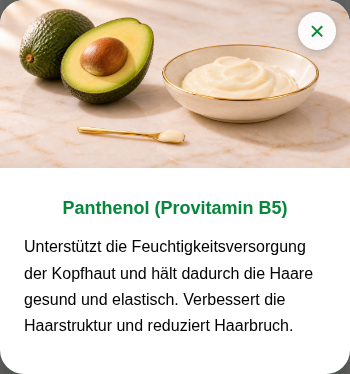 Panthenol (Provitamin B5)
Unterstützt die Feuchtigkeitsversorgung
der Kopfhaut und hält dadurch die Haare
gesund und elastisch. Verbessert die
Haarstruktur und reduziert Haarbruch.